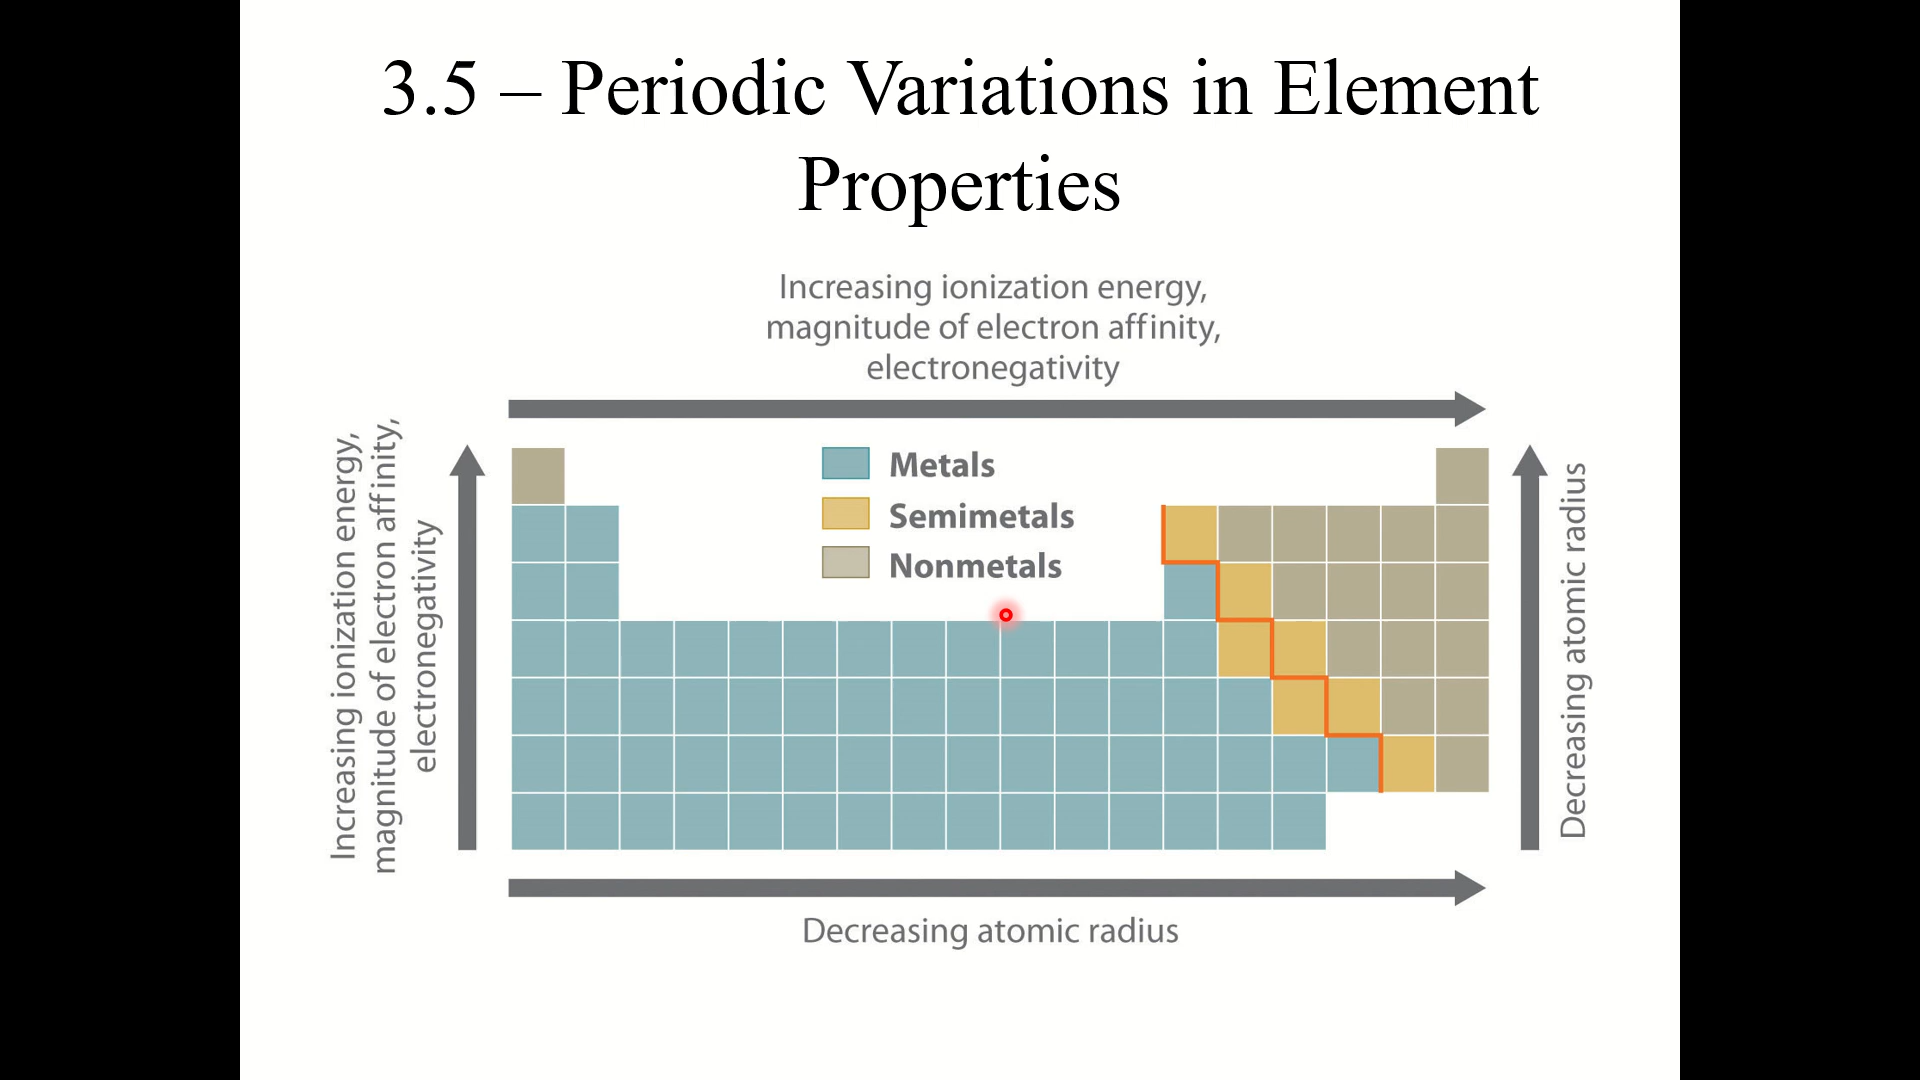 3.5 – Periodic Variations in Element
Properties
Increasing ionization energy,
magnitude of electron affinity,
electronegativity
Increasing ionization energy,
magnitude of electron affinity,
electronegativity
Metals
Semimetals
Nonmetals
Decreasing atomic radius
Decreasing atomic radius